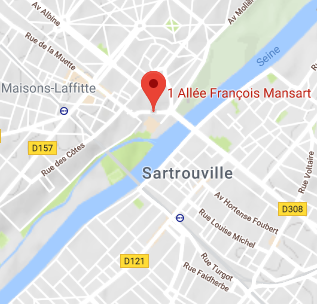 Av Albine
Av Molière
Rue de la Muette
Seine
Maisons-Laffitte
1 Allée François Mansart
D157
Rue des Côtes
Sartrouville
Rue Voltaire
Av Hortense Foubert
D308
Rue Louise Michel
D121
Rue Turgot
Rue Faidherbe